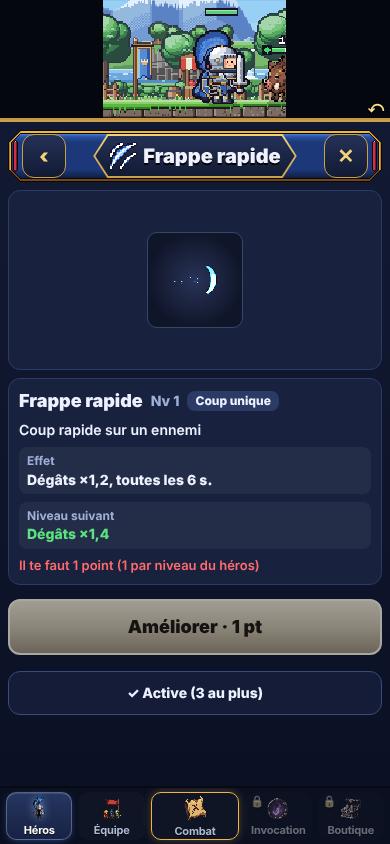 Frappe rapide
Frappe rapide Nv 1 Coup unique
Coup rapide sur un ennemi
Effet
Dégâts ×1,2, toutes les 6 s.
Niveau suivant
Dégâts ×1,4
Il te faut 1 point (1 par niveau du héros)
Améliorer · 1 pt
✓ Active (3 au plus)
Héros Équipe Combat Invocation Boutique